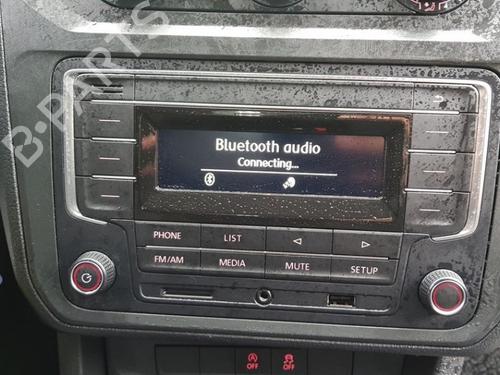 Bluetooth audio
Connecting...
PHONE LIST
FM/AM MEDIA MUTE SETUP
OFF OFF
B-PARTS